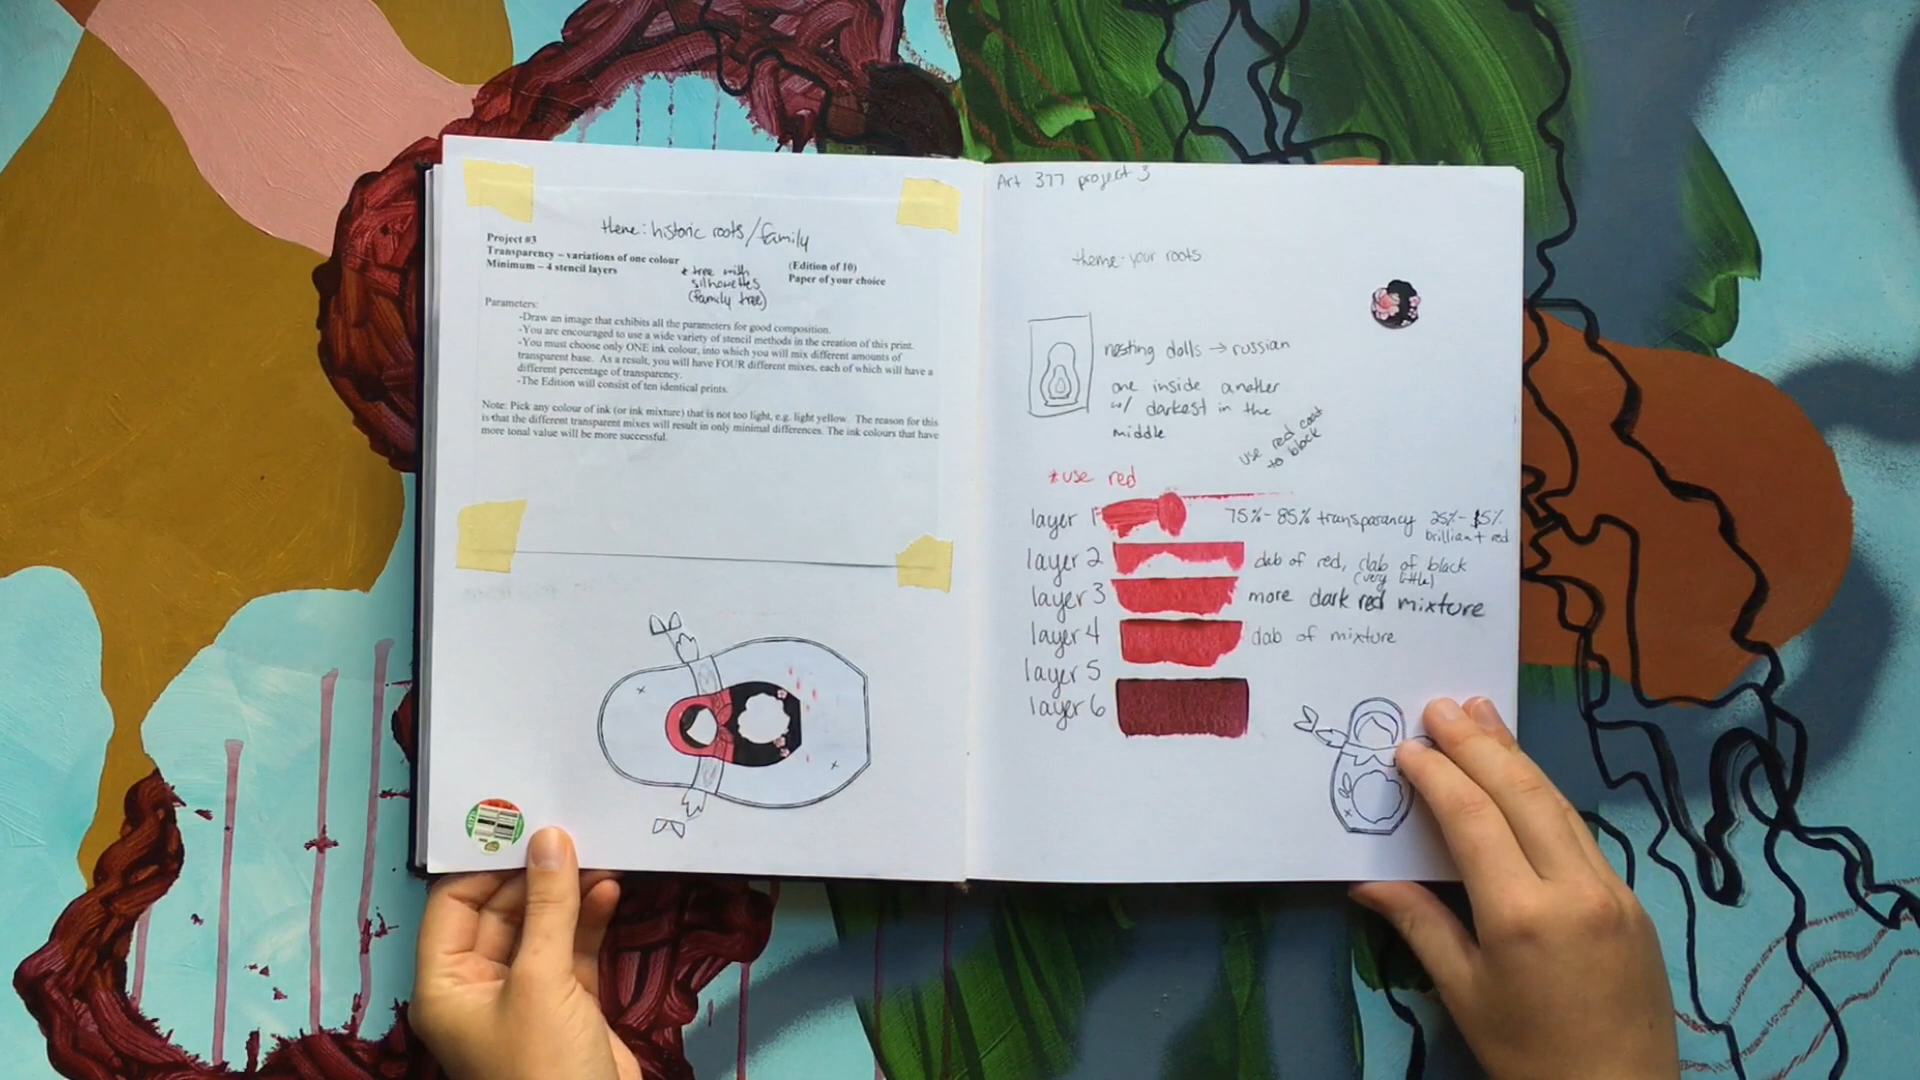 theme: historic roots/family
Project #3
Transparency – variations of one colour
Minimum – 4 stencil layers
* tree with
silhouettes
(family tree)
(Edition of 10)
Paper of your choice
Parameters:
-Draw an image that exhibits all the parameters for good composition.
-You are encouraged to use a wide variety of stencil methods in the creation of this print.
-You must choose only ONE ink colour, into which you will mix different amounts of
transparent base. As a result, you will have FOUR different mixes, each of which will have a
different percentage of transparency.
-The Edition will consist of ten identical prints.
Note: Pick any colour of ink (or ink mixture) that is not too light, e.g. light yellow. The reason for this
is that the different transparent mixes will result in only minimal differences. The ink colours that have
more tonal value will be more successful.
Art 377 project 3
theme-your roots
nesting dolls → russian
one inside another
w/ darkest in the
middle
use red coat
to black
*use red
layer 1 75%-85% transparancy 25%-15%
brilliant red
layer 2 dab of red, dab of black
(very little)
layer 3 more dark red mixture
layer 4 dab of mixture
layer 5
layer 6